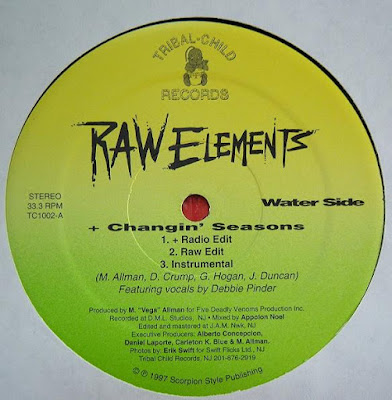 TRIBAL-CHILD
RECORDS
RAW ELEMENTS
STEREO
33.3 RPM
TC1002-A
Water Side
+ Changin' Seasons
1. + Radio Edit
2. Raw Edit
3. Instrumental
(M. Allman, D. Crump, G. Hogan, J. Duncan)
Featuring vocals by Debbie Pinder
Produced by M. "Vega" Allman for Five Deadly Venoms Production Inc.
Recorded at D.M.L. Studios, NJ • Mixed by Appolon Noel
Edited and mastered at J.A.M. Nwk, NJ
Executive Producers: Alberto Concepcion,
Daniel Laporte, Carleton K. Blue & M. Allman.
Photos by: Erik Swift for Swift Flicks Ltd., NJ
Tribal Child Records, NJ 201-876-2919
© ℗ 1997 Scorpion Style Publishing